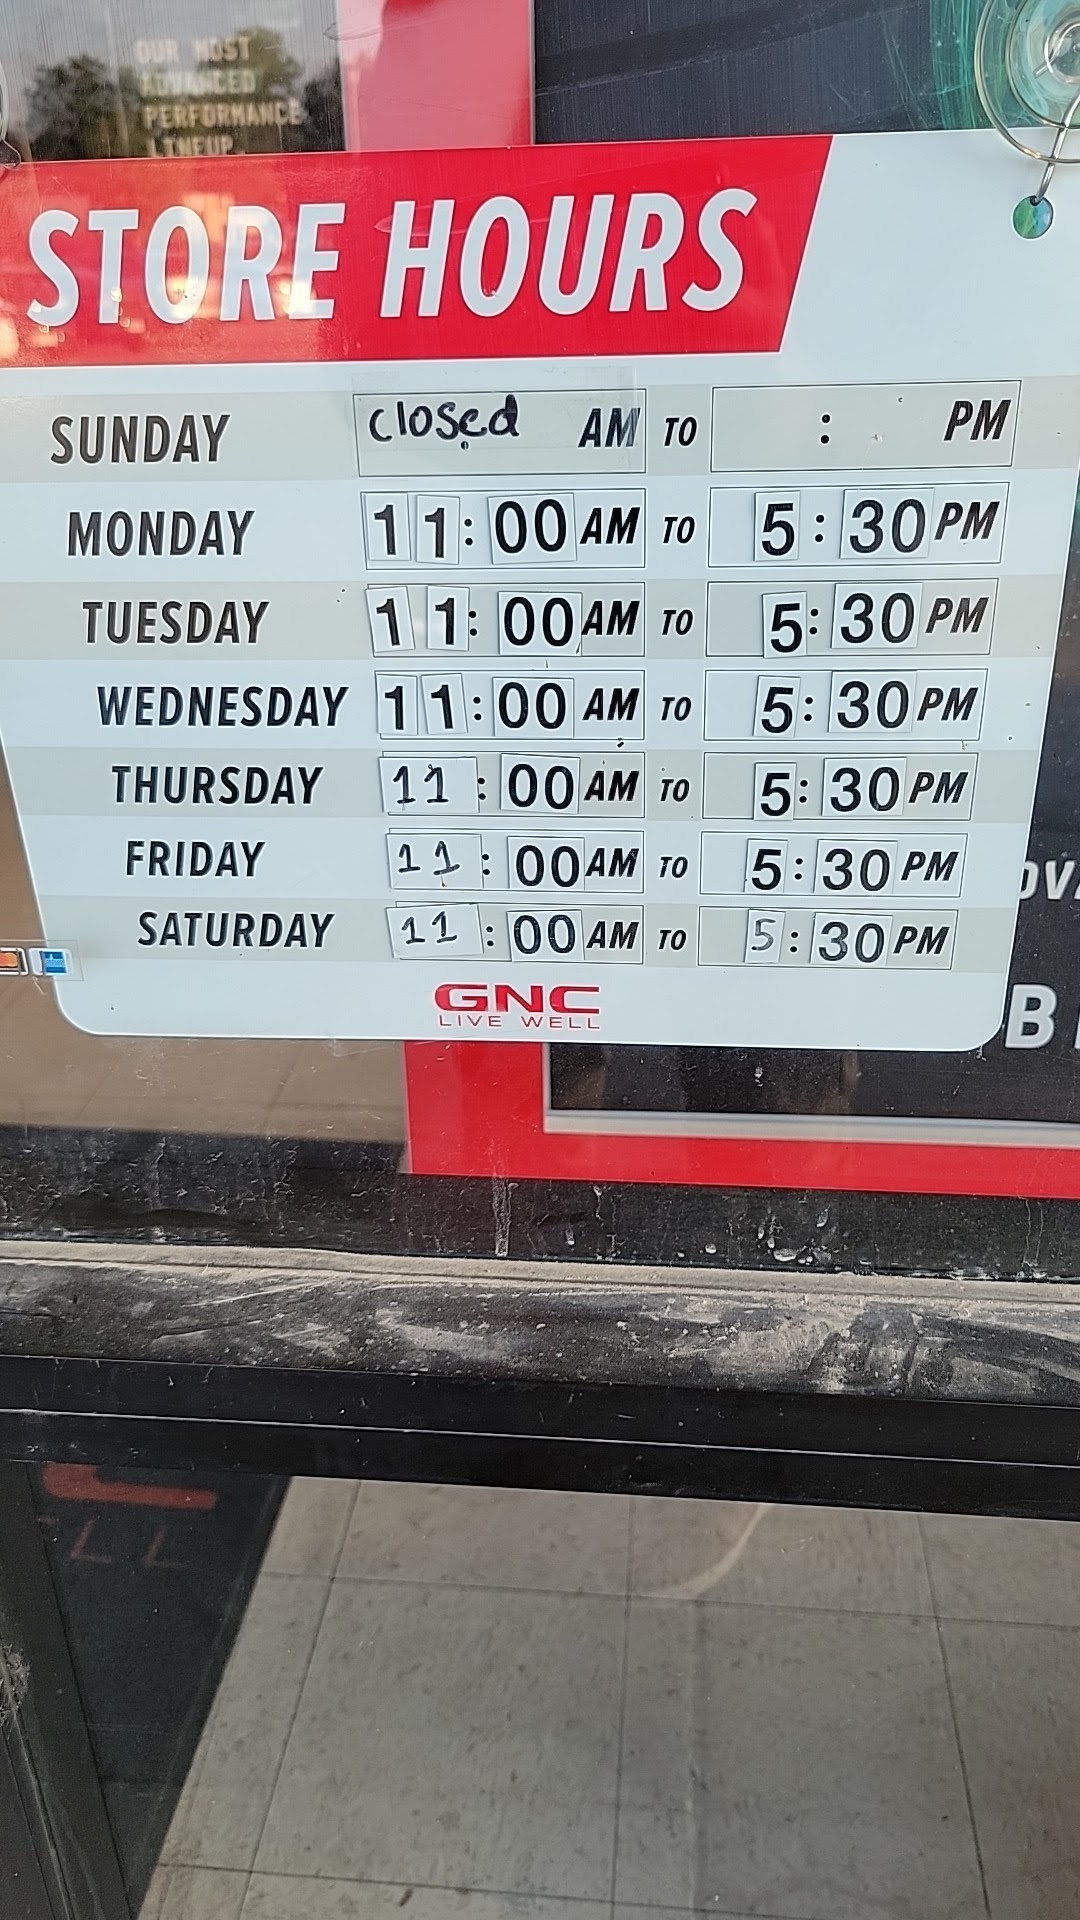 OUR MOST
ADVANCED
PERFORMANCE
LINEUP.
STORE HOURS
SUNDAY closed AM TO : PM
MONDAY 11:00 AM TO 5:30 PM
TUESDAY 11:00 AM TO 5:30 PM
WEDNESDAY 11:00 AM TO 5:30 PM
THURSDAY 11:00 AM TO 5:30 PM
FRIDAY 11:00 AM TO 5:30 PM
SATURDAY 11:00 AM TO 5:30 PM
GNC
LIVE WELL